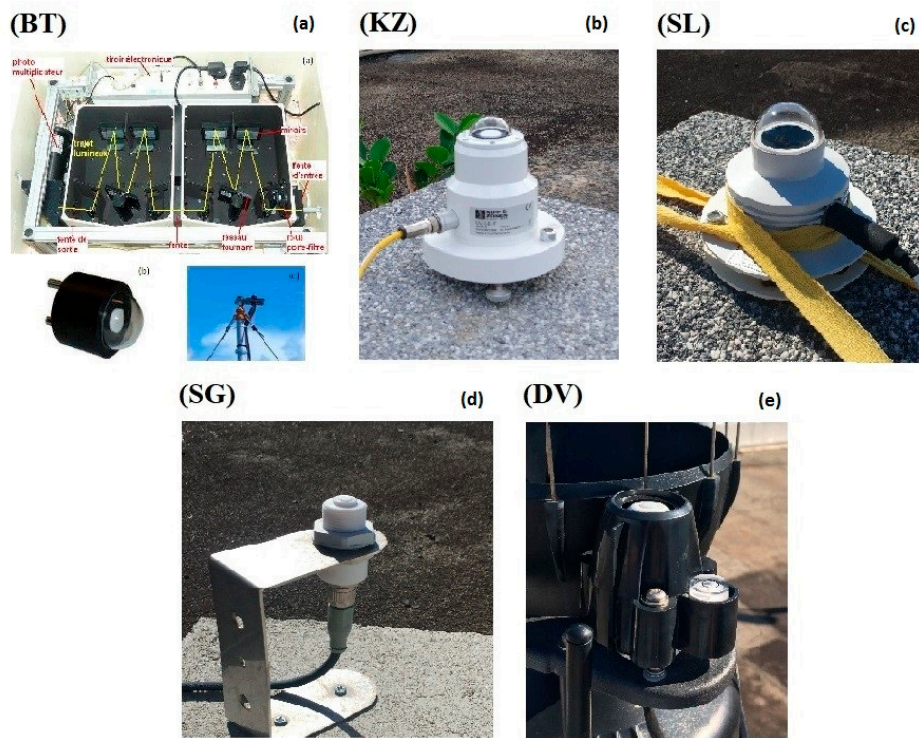 (BT)
(a)
(KZ)
(b)
(SL)
(c)
tiroir électronique
(a)
photo
multiplicateur
trajet
lumineux
miroirs
fente
d'entrée
fente de
sortie
fente
réseau
tournant
roue
porte-filtre
(b)
(SG)
(d)
(DV)
(e)